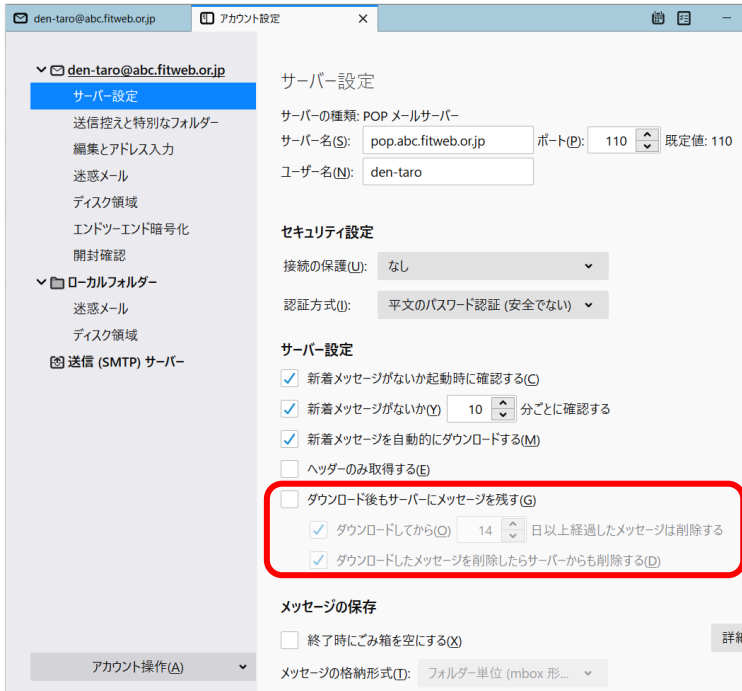 den-taro@abc.fitweb.or.jp
アカウント設定
den-taro@abc.fitweb.or.jp
サーバー設定
送信控えと特別なフォルダー
編集とアドレス入力
迷惑メール
ディスク領域
エンドツーエンド暗号化
開封確認
ローカルフォルダー
迷惑メール
ディスク領域
送信 (SMTP) サーバー
アカウント操作(A)
サーバー設定
サーバーの種類: POP メールサーバー
サーバー名(S): pop.abc.fitweb.or.jp ポート(P): 110 既定値: 110
ユーザー名(N): den-taro
セキュリティ設定
接続の保護(U): なし
認証方式(I): 平文のパスワード認証 (安全でない)
サーバー設定
新着メッセージがないか起動時に確認する(C)
新着メッセージがないか(Y) 10 分ごとに確認する
新着メッセージを自動的にダウンロードする(M)
ヘッダーのみ取得する(E)
ダウンロード後もサーバーにメッセージを残す(G)
ダウンロードしてから(O) 14 日以上経過したメッセージは削除する
ダウンロードしたメッセージを削除したらサーバーからも削除する(D)
メッセージの保存
終了時にごみ箱を空にする(X)
メッセージの格納形式(T): フォルダー単位 (mbox 形...